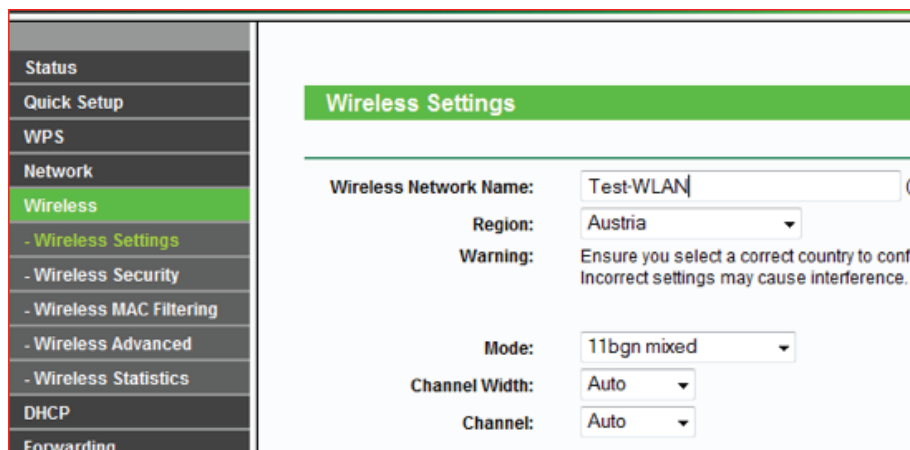 Status
Quick Setup
WPS
Network
Wireless
- Wireless Settings
- Wireless Security
- Wireless MAC Filtering
- Wireless Advanced
- Wireless Statistics
DHCP
Forwarding
Wireless Settings
Wireless Network Name: Test-WLAN (
Region: Austria
Warning: Ensure you select a correct country to conf
Incorrect settings may cause interference.
Mode: 11bgn mixed
Channel Width: Auto
Channel: Auto